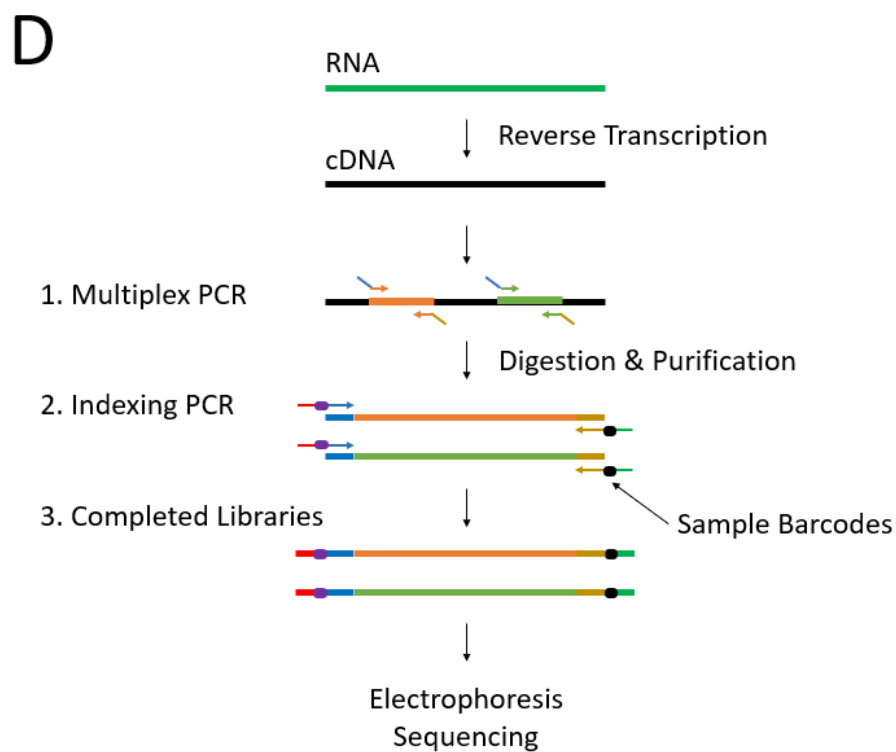 D
RNA
Reverse Transcription
cDNA
1. Multiplex PCR
Digestion & Purification
2. Indexing PCR
3. Completed Libraries
Sample Barcodes
Electrophoresis
Sequencing